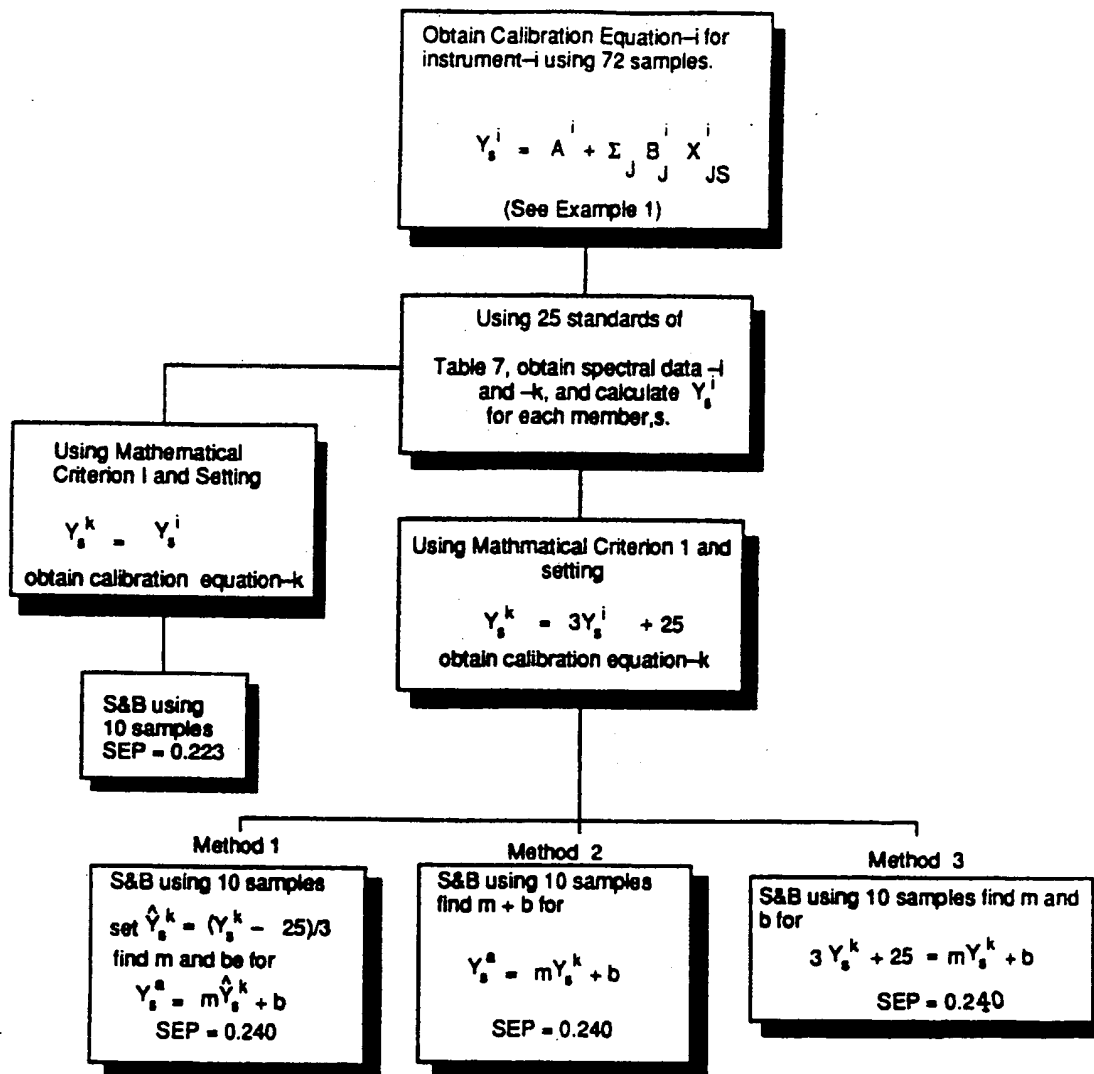 Obtain Calibration Equation–i for
instrument–i using 72 samples.
Y_s^i = A^i + Σ_J B_J^i X_JS^i
(See Example 1)
Using 25 standards of
Table 7, obtain spectral data –i
and –k, and calculate Y_s^i
for each member,s.
Using Mathematical
Criterion I and Setting
Y_s^k = Y_s^i
obtain calibration equation–k
Using Mathmatical Criterion 1 and
setting
Y_s^k = 3Y_s^i + 25
obtain calibration equation–k
S&B using
10 samples
SEP = 0.223
Method 1
S&B using 10 samples
set Ŷ_s^k = (Y_s^k - 25)/3
find m and be for
Y_s^a = mŶ_s^k + b
SEP = 0.240
Method 2
S&B using 10 samples
find m + b for
Y_s^a = mY_s^k + b
SEP = 0.240
Method 3
S&B using 10 samples find m and
b for
3 Y_s^k + 25 = mY_s^k + b
SEP = 0.240